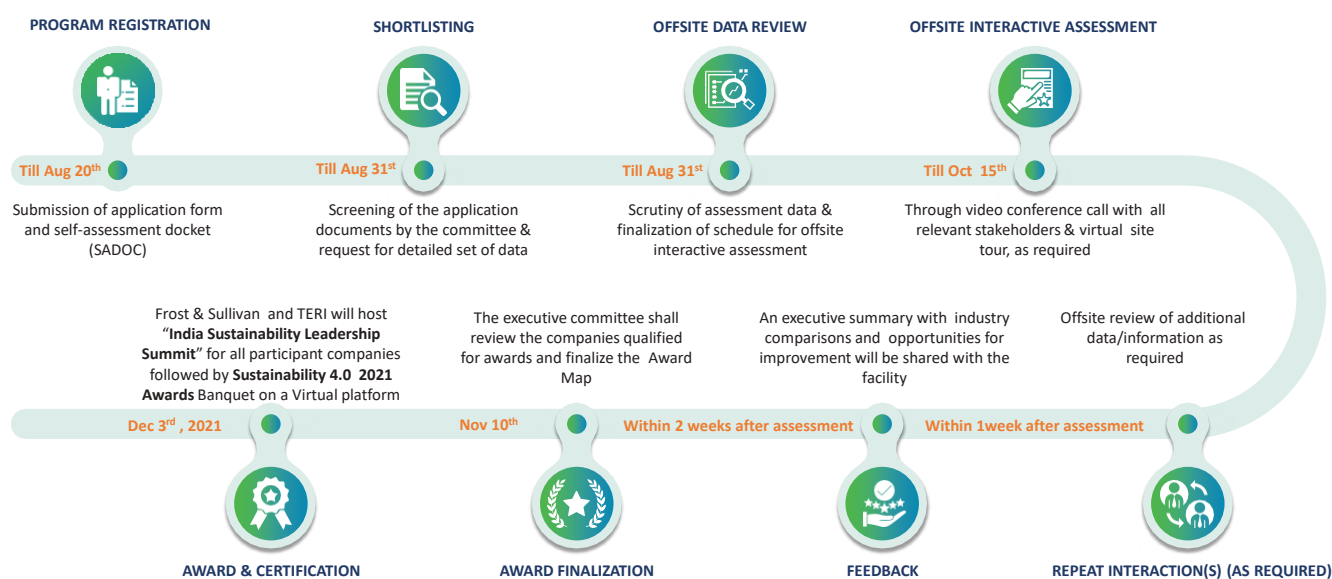 PROGRAM REGISTRATION
Till Aug 20th
Submission of application form
and self-assessment docket
(SADOC)
SHORTLISTING
Till Aug 31st
Screening of the application
documents by the committee &
request for detailed set of data
OFFSITE DATA REVIEW
Till Aug 31st
Scrutiny of assessment data &
finalization of schedule for offsite
interactive assessment
OFFSITE INTERACTIVE ASSESSMENT
Till Oct 15th
Through video conference call with all
relevant stakeholders & virtual site
tour, as required
Offsite review of additional
data/information as
required
Within 1week after assessment
REPEAT INTERACTION(S) (AS REQUIRED)
An executive summary with industry
comparisons and opportunities for
improvement will be shared with the
facility
Within 2 weeks after assessment
FEEDBACK
The executive committee shall
review the companies qualified
for awards and finalize the Award
Map
Nov 10th
AWARD FINALIZATION
Frost & Sullivan and TERI will host
“India Sustainability Leadership
Summit” for all participant companies
followed by Sustainability 4.0 2021
Awards Banquet on a Virtual platform
Dec 3rd , 2021
AWARD & CERTIFICATION